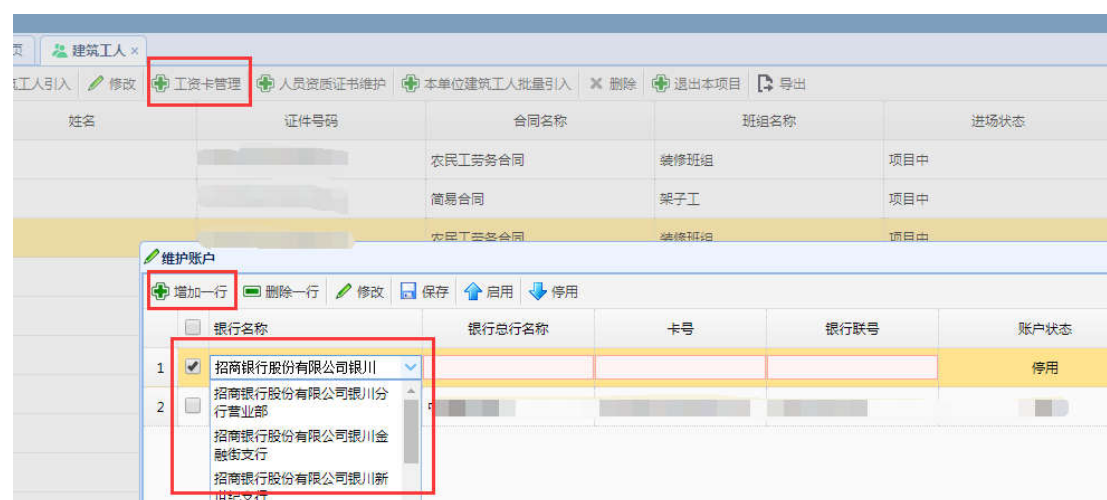 页 建筑工人 ×
筑工人引入 修改 工资卡管理 人员资质证书维护 本单位建筑工人批量引入 删除 退出本项目 导出
姓名 证件号码 合同名称 班组名称 进场状态
农民工劳务合同 装修班组 项目中
简易合同 架子工 项目中
农民工劳务合同 装修班组 项目中
维护账户
增加一行 删除一行 修改 保存 启用 停用
银行名称 银行总行名称 卡号 银行联号 账户状态
1 招商银行股份有限公司银川 停用
招商银行股份有限公司银川分
2 行营业部
招商银行股份有限公司银川金
融街支行
招商银行股份有限公司银川新
世纪支行